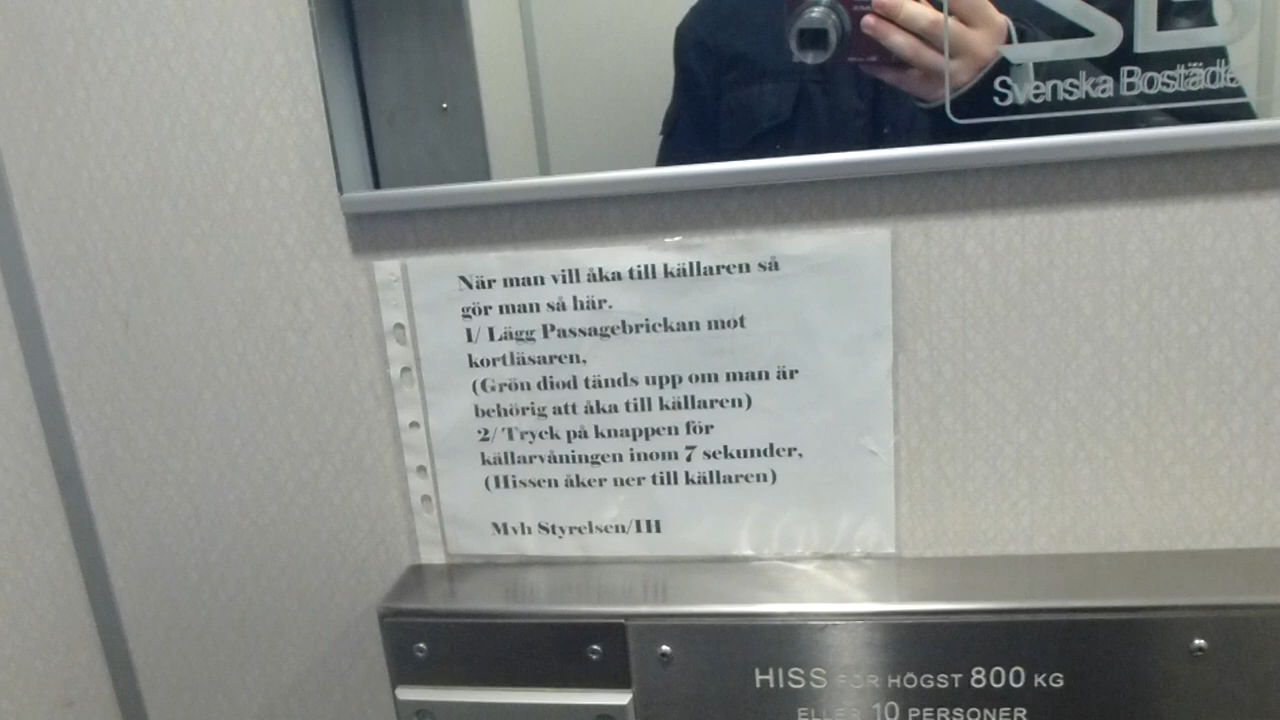 SB
Svenska Bostäde
När man vill åka till källaren så
gör man så här.
1/ Lägg Passagebrickan mot
kortläsaren,
(Grön diod tänds upp om man är
behörig att åka till källaren)
2/ Tryck på knappen för
källarvåningen inom 7 sekunder,
(Hissen åker ner till källaren)
Mvh Styrelsen/IH
HISS FÖR HÖGST 800 KG
ELLER 10 PERSONER